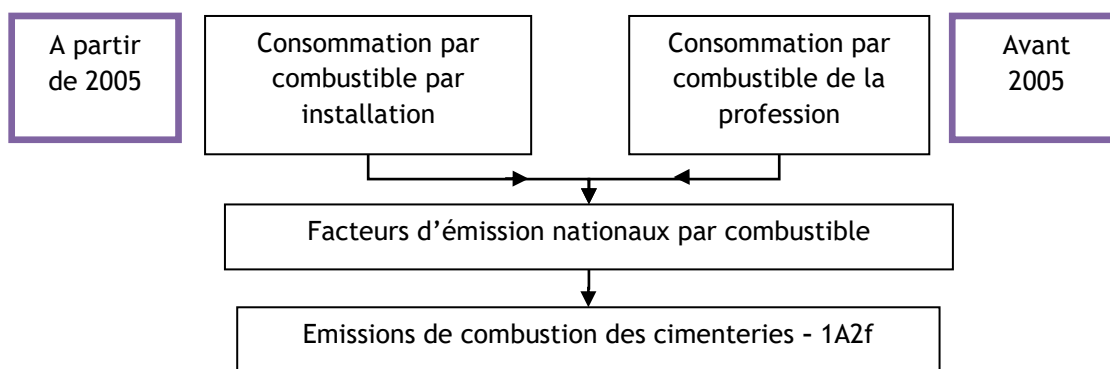 A partir
de 2005
Consommation par
combustible par
installation
Consommation par
combustible de la
profession
Avant
2005
Facteurs d’émission nationaux par combustible
Emissions de combustion des cimenteries – 1A2f